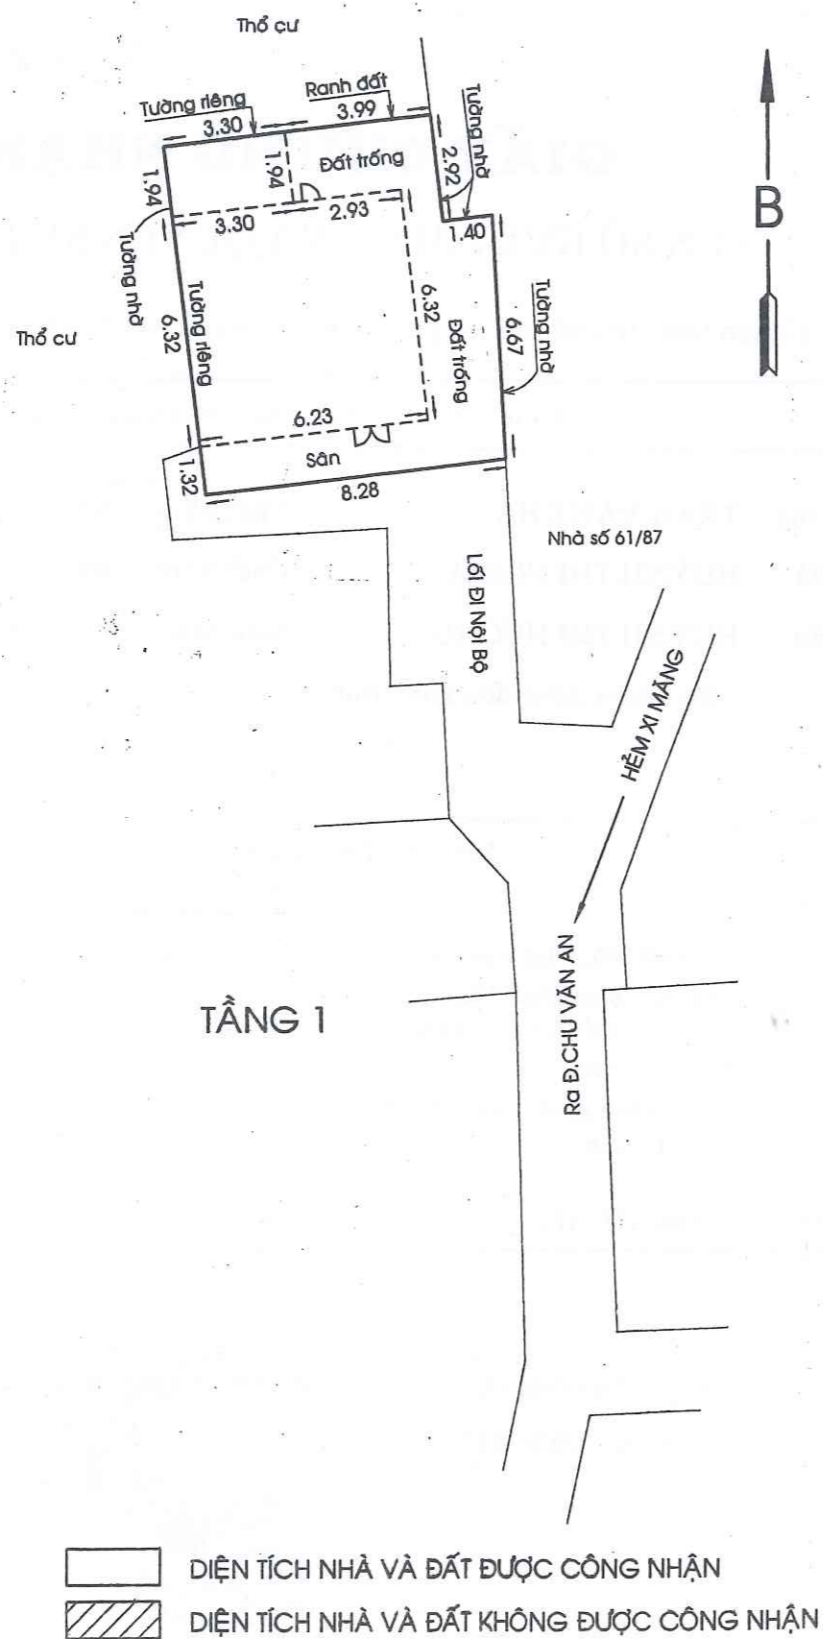 Thổ cư
Tường riêng
Ranh đất
3.30
3.99
Tường nhờ
1.94
1.94
Đất trống
2.92
3.30
2.93
1.40
B
Tường nhờ
6.32
Tường riêng
6.32
Đất trống
6.67
Tường nhờ
Thổ cư
6.23
Sân
1.32
8.28
Nhà số 61/87
LỐI ĐI NỘI BỘ
HẺM XI MĂNG
Ra Đ.CHU VĂN AN
TẦNG 1
DIỆN TÍCH NHÀ VÀ ĐẤT ĐƯỢC CÔNG NHẬN
DIỆN TÍCH NHÀ VÀ ĐẤT KHÔNG ĐƯỢC CÔNG NHẬN